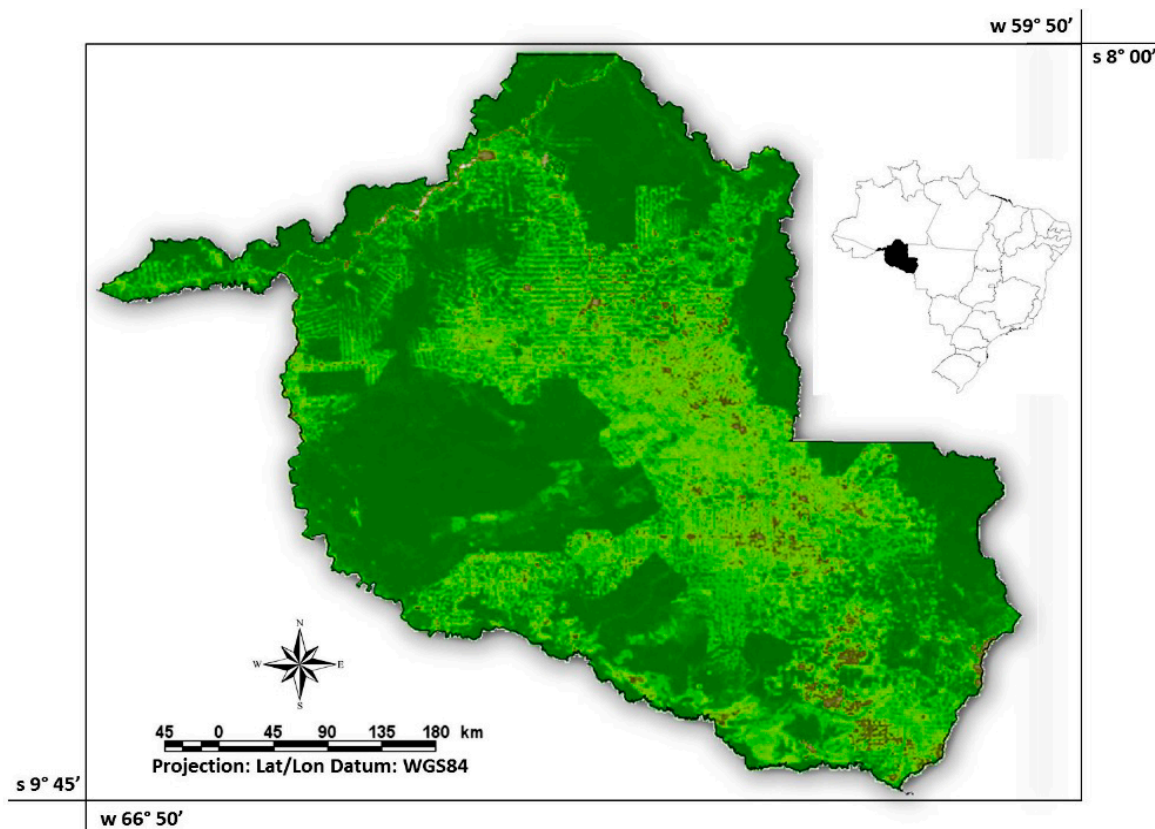 w 59° 50’
s 8° 00’
N
W
E
S
45 0 45 90 135 180 km
Projection: Lat/Lon Datum: WGS84
s 9° 45’
w 66° 50’